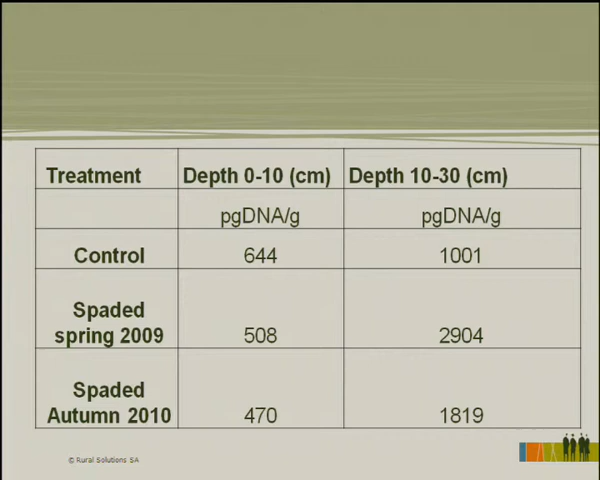 Treatment Depth 0-10 (cm) Depth 10-30 (cm)
pgDNA/g pgDNA/g
Control 644 1001
Spaded
spring 2009 508 2904
Spaded
Autumn 2010 470 1819
© Rural Solutions SA